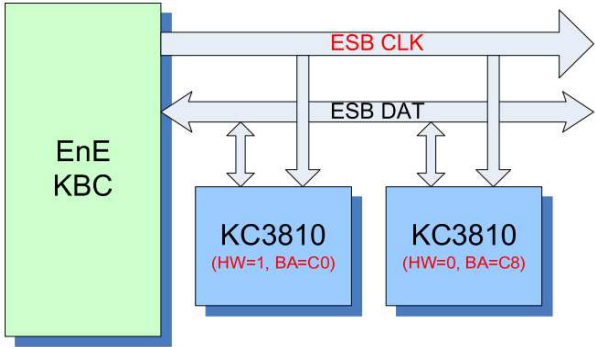 ESB CLK
ESB DAT
EnE
KBC
KC3810
(HW=1, BA=C0)
KC3810
(HW=0, BA=C8)